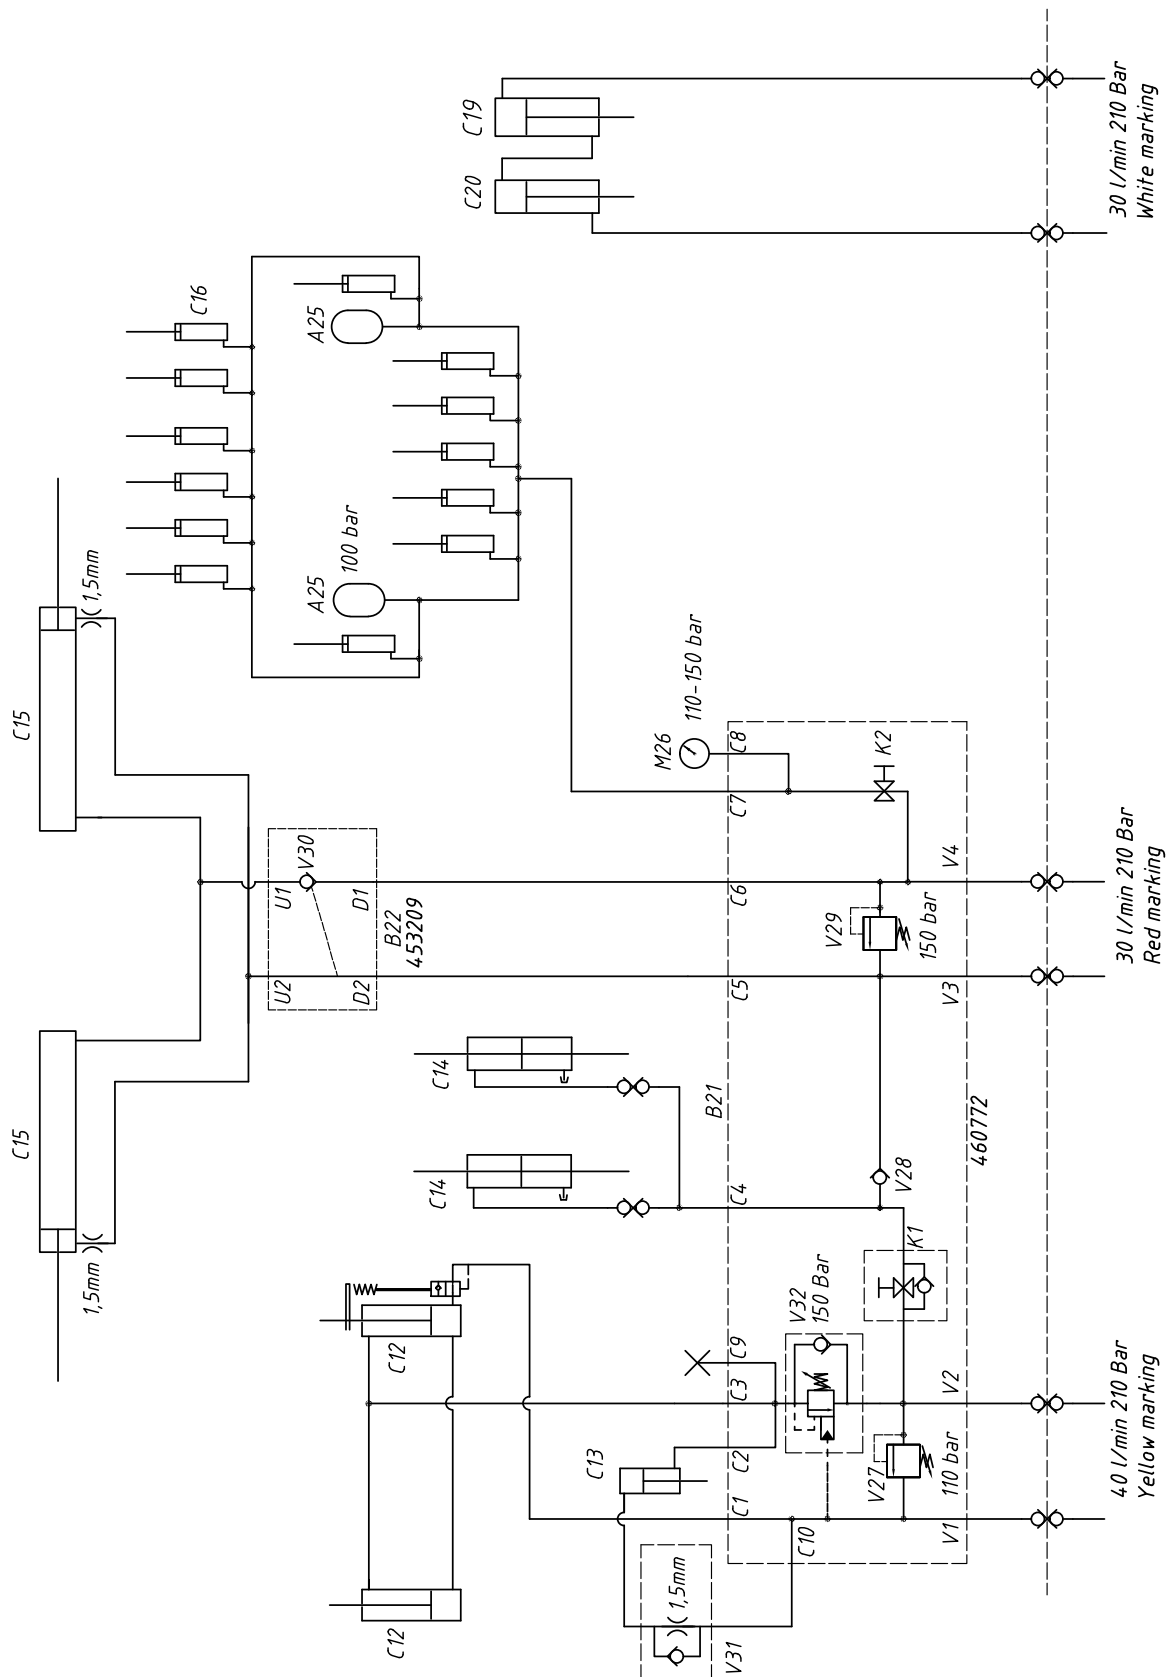 C19
C20
30 l/min 210 Bar
White marking
C16
A25
A25
100 bar
1,5mm
C15
C15
1,5mm
M26
110-150 bar
C8
K2
C7
V30
U1
D1
B22
453209
U2
D2
C6
V4
V29
150 bar
C5
V3
30 l/min 210 Bar
Red marking
C14
C14
B21
460772
C4
V28
K1
V32
150 Bar
C12
C9
C3
V2
C13
C2
V27
110 bar
C1
C10
V1
40 l/min 210 Bar
Yellow marking
C12
1,5mm
V31